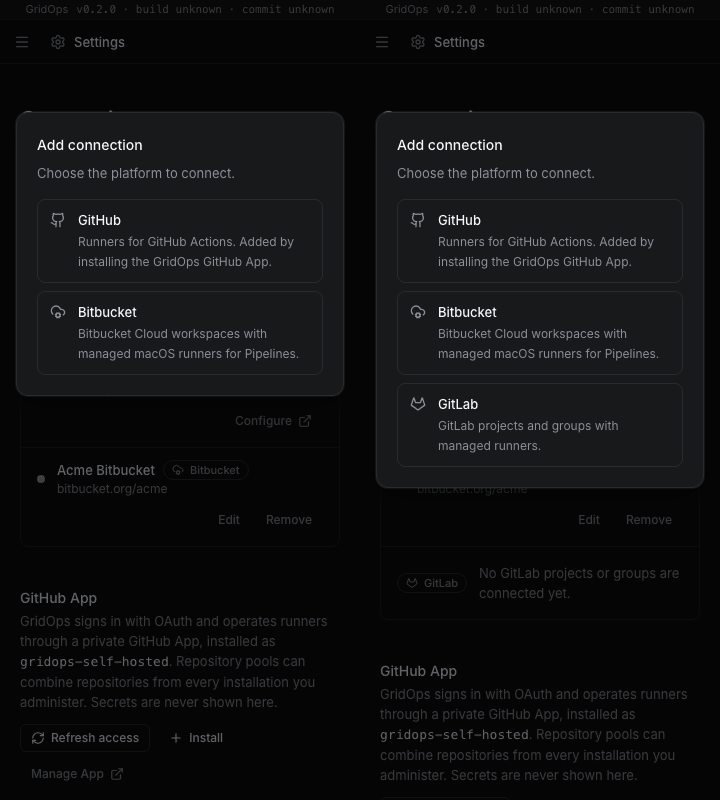 GridOps v0.2.0 · build unknown · commit unknown
Settings
Add connection
Choose the platform to connect.
GitHub
Runners for GitHub Actions. Added by
installing the GridOps GitHub App.
Bitbucket
Bitbucket Cloud workspaces with
managed macOS runners for Pipelines.
Configure
Acme Bitbucket
Bitbucket
bitbucket.org/acme
Edit
Remove
GitHub App
GridOps signs in with OAuth and operates runners
through a private GitHub App, installed as
gridops-self-hosted. Repository pools can
combine repositories from every installation you
administer. Secrets are never shown here.
Refresh access
Install
Manage App
GridOps v0.2.0 · build unknown · commit unknown
Settings
Add connection
Choose the platform to connect.
GitHub
Runners for GitHub Actions. Added by
installing the GridOps GitHub App.
Bitbucket
Bitbucket Cloud workspaces with
managed macOS runners for Pipelines.
GitLab
GitLab projects and groups with
managed runners.
bitbucket.org/acme
Edit
Remove
GitLab
No GitLab projects or groups are
connected yet.
GitHub App
GridOps signs in with OAuth and operates runners
through a private GitHub App, installed as
gridops-self-hosted. Repository pools can
combine repositories from every installation you
administer. Secrets are never shown here.